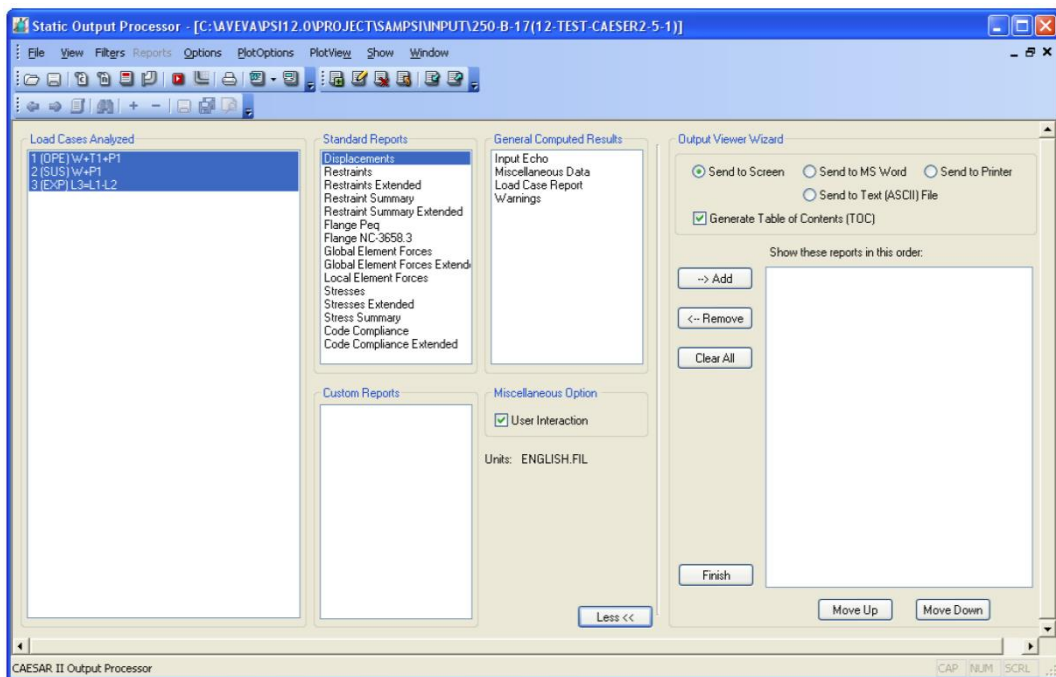 Static Output Processor - [C:\AVEVA\PSI12.0\PROJECT\SAMPSI\INPUT\250-B-17(12-TEST-CAESER2-5-1)]
File View Filters Reports Options PlotOptions PlotView Show Window
Load Cases Analyzed
1 (OPE) W+T1+P1
2 (SUS) W+P1
3 (EXP) L3=L1-L2
Standard Reports
Displacements
Restraints
Restraints Extended
Restraint Summary
Restraint Summary Extended
Flange Peq
Flange NC-3658.3
Global Element Forces
Global Element Forces Extende
Local Element Forces
Stresses
Stresses Extended
Stress Summary
Code Compliance
Code Compliance Extended
General Computed Results
Input Echo
Miscellaneous Data
Load Case Report
Warnings
Custom Reports
Miscellaneous Option
User Interaction
Units: ENGLISH.FIL
Less <<
Output Viewer Wizard
Send to Screen Send to MS Word Send to Printer
Send to Text (ASCII) File
Generate Table of Contents (TOC)
Show these reports in this order:
--> Add
<-- Remove
Clear All
Finish
Move Up Move Down
CAESAR II Output Processor
CAP NUM SCRL